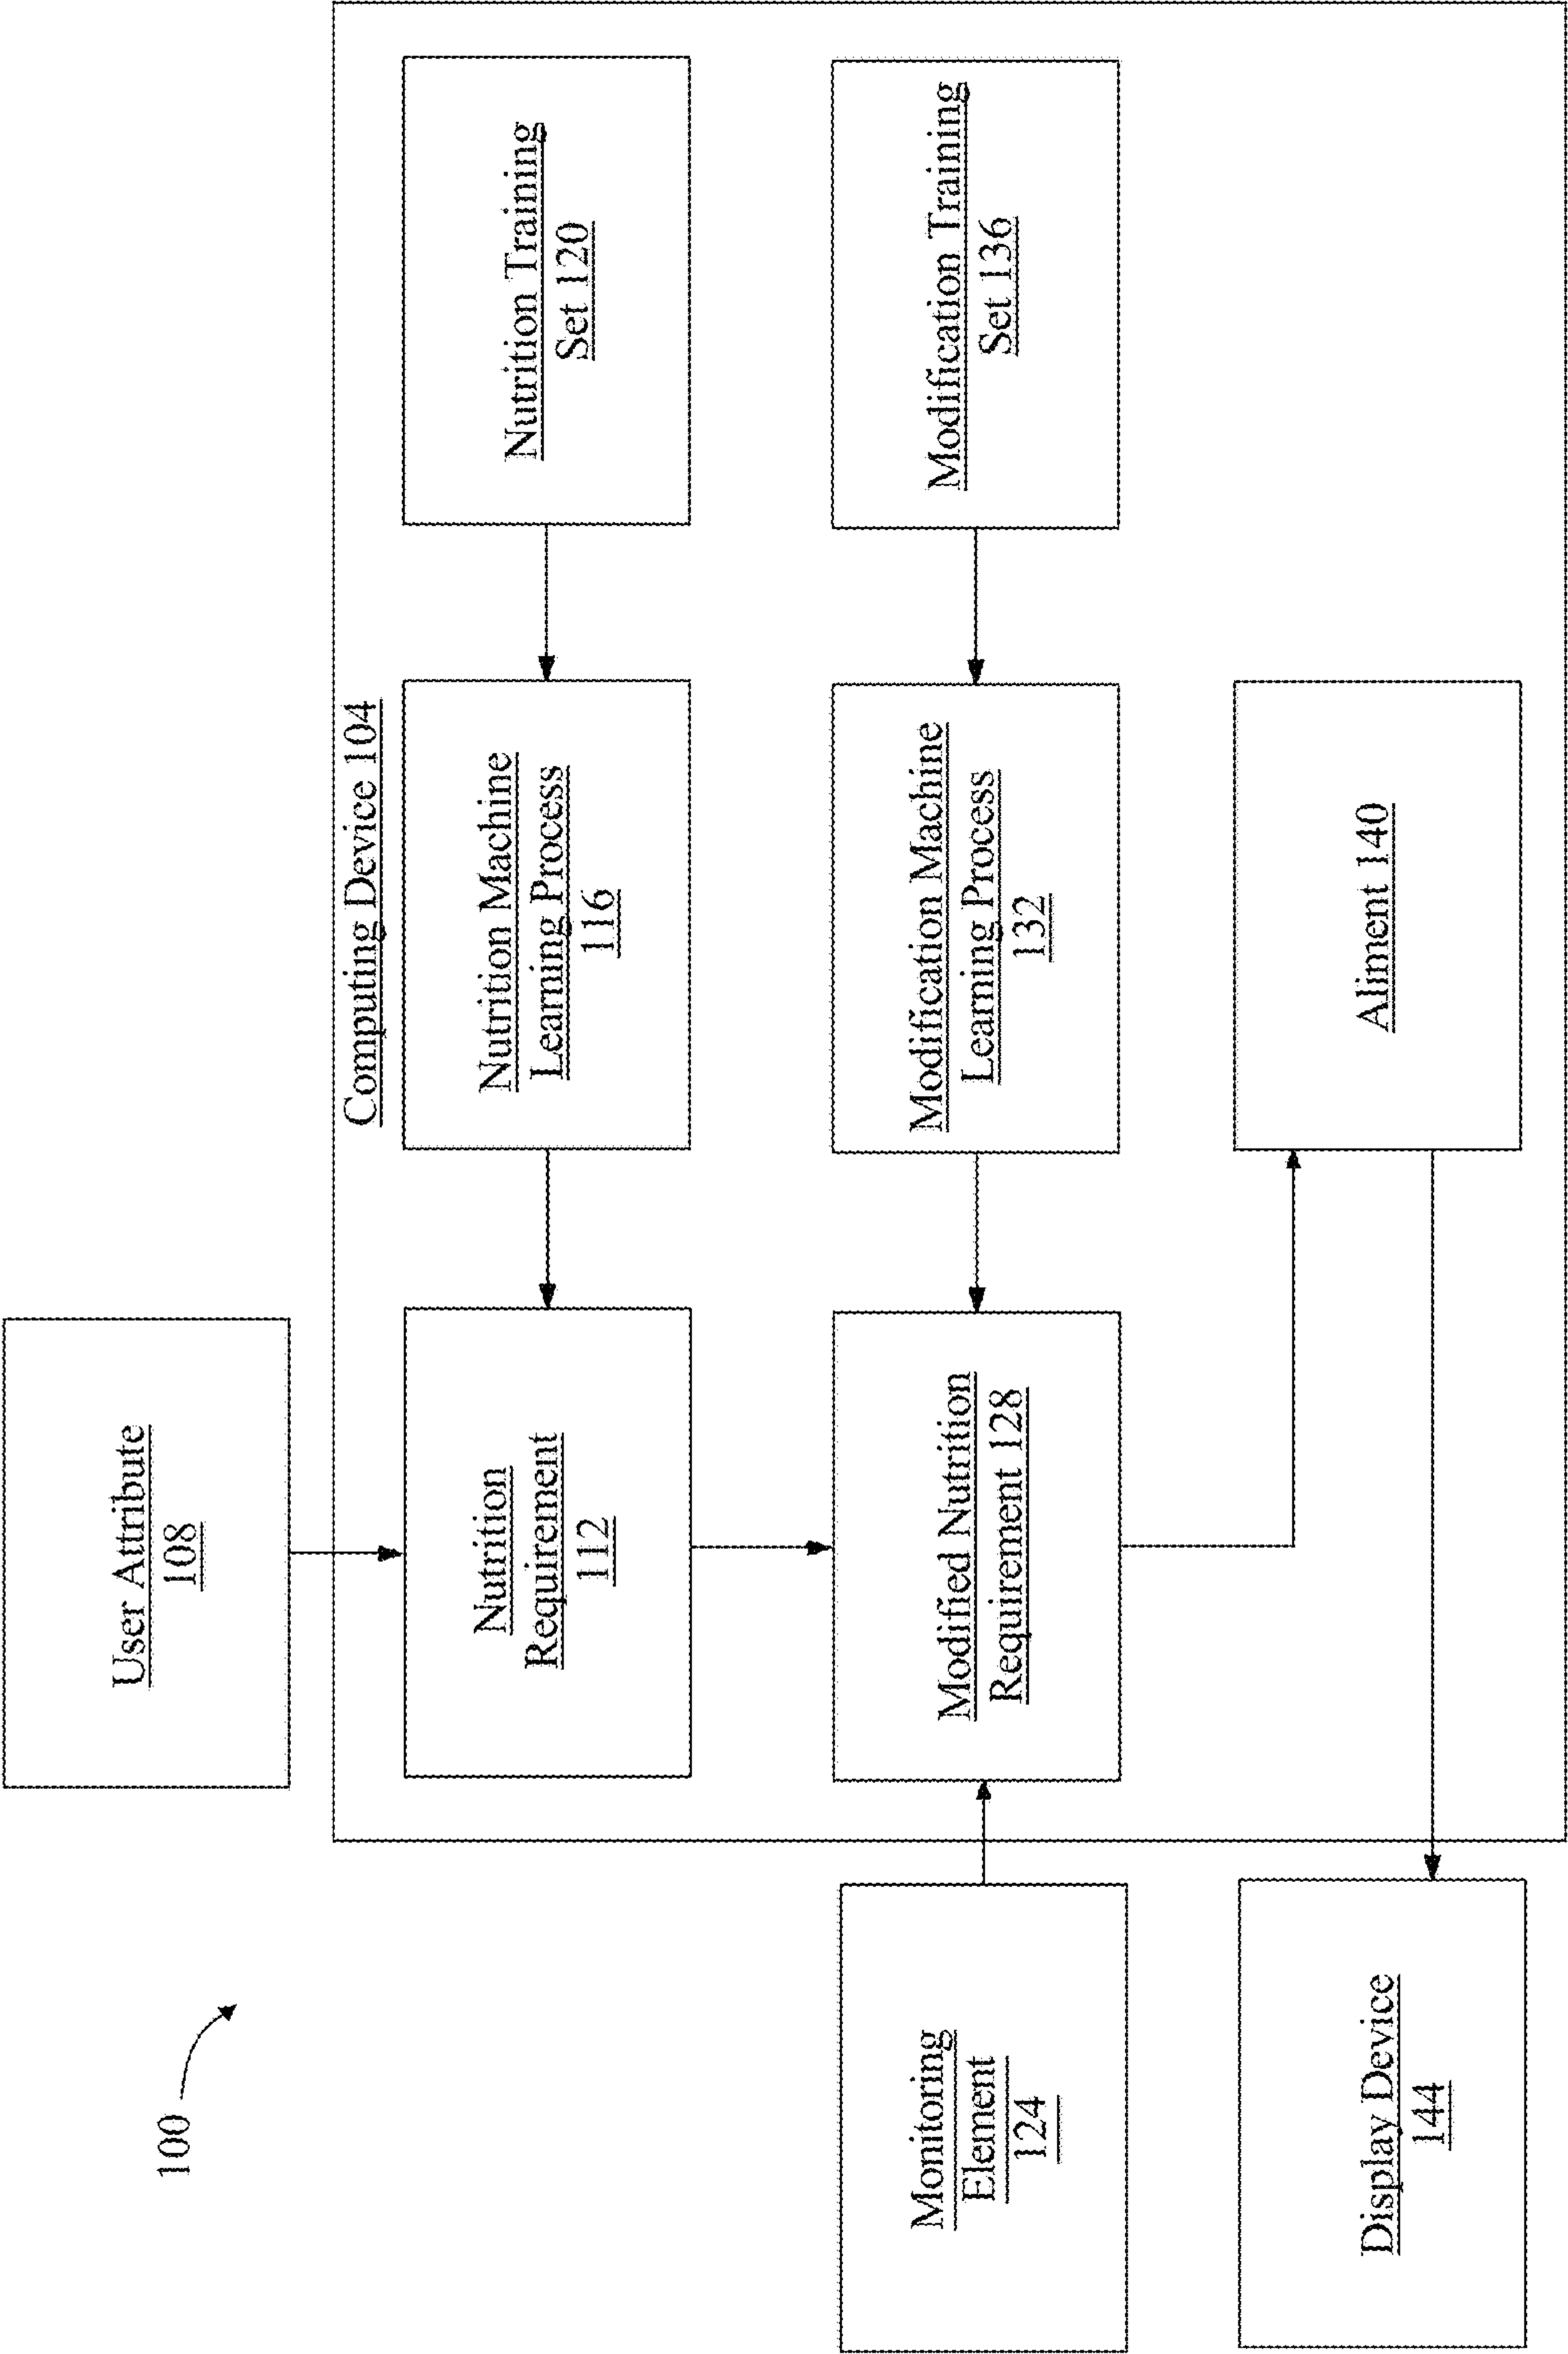 100
User Attribute
108
Computing Device 104
Nutrition
Requirement
112
Nutrition Machine
Learning Process
116
Nutrition Training
Set 120
Monitoring
Element
124
Modified Nutrition
Requirement 128
Modification Machine
Learning Process
132
Modification Training
Set 136
Display Device
144
Aliment 140